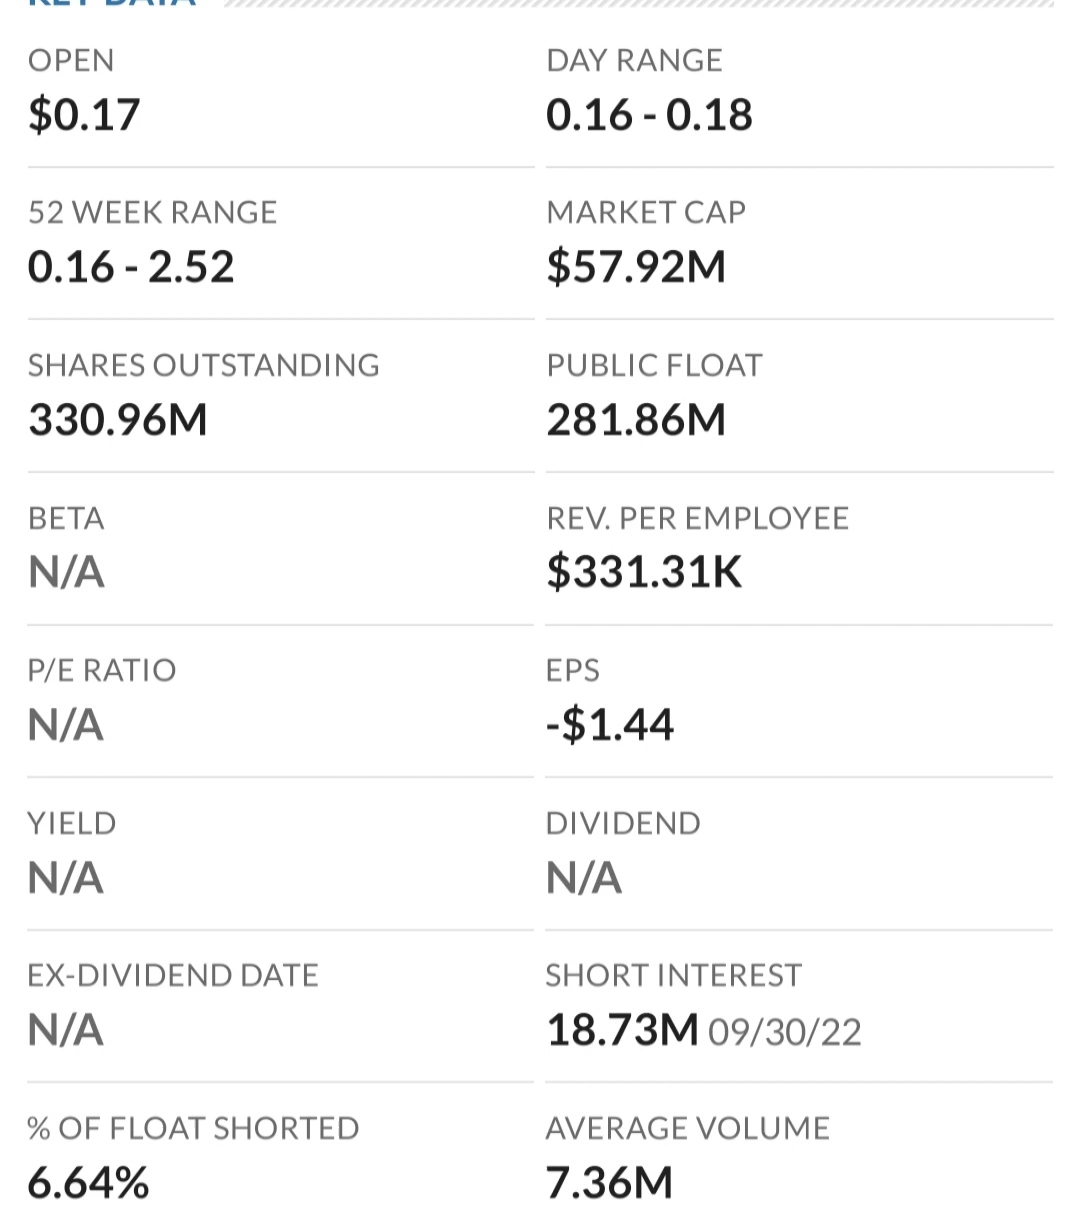 KEY DATA
OPEN
$0.17
DAY RANGE
0.16 - 0.18
52 WEEK RANGE
0.16 - 2.52
MARKET CAP
$57.92M
SHARES OUTSTANDING
330.96M
PUBLIC FLOAT
281.86M
BETA
N/A
REV. PER EMPLOYEE
$331.31K
P/E RATIO
N/A
EPS
-$1.44
YIELD
N/A
DIVIDEND
N/A
EX-DIVIDEND DATE
N/A
SHORT INTEREST
18.73M 09/30/22
% OF FLOAT SHORTED
6.64%
AVERAGE VOLUME
7.36M